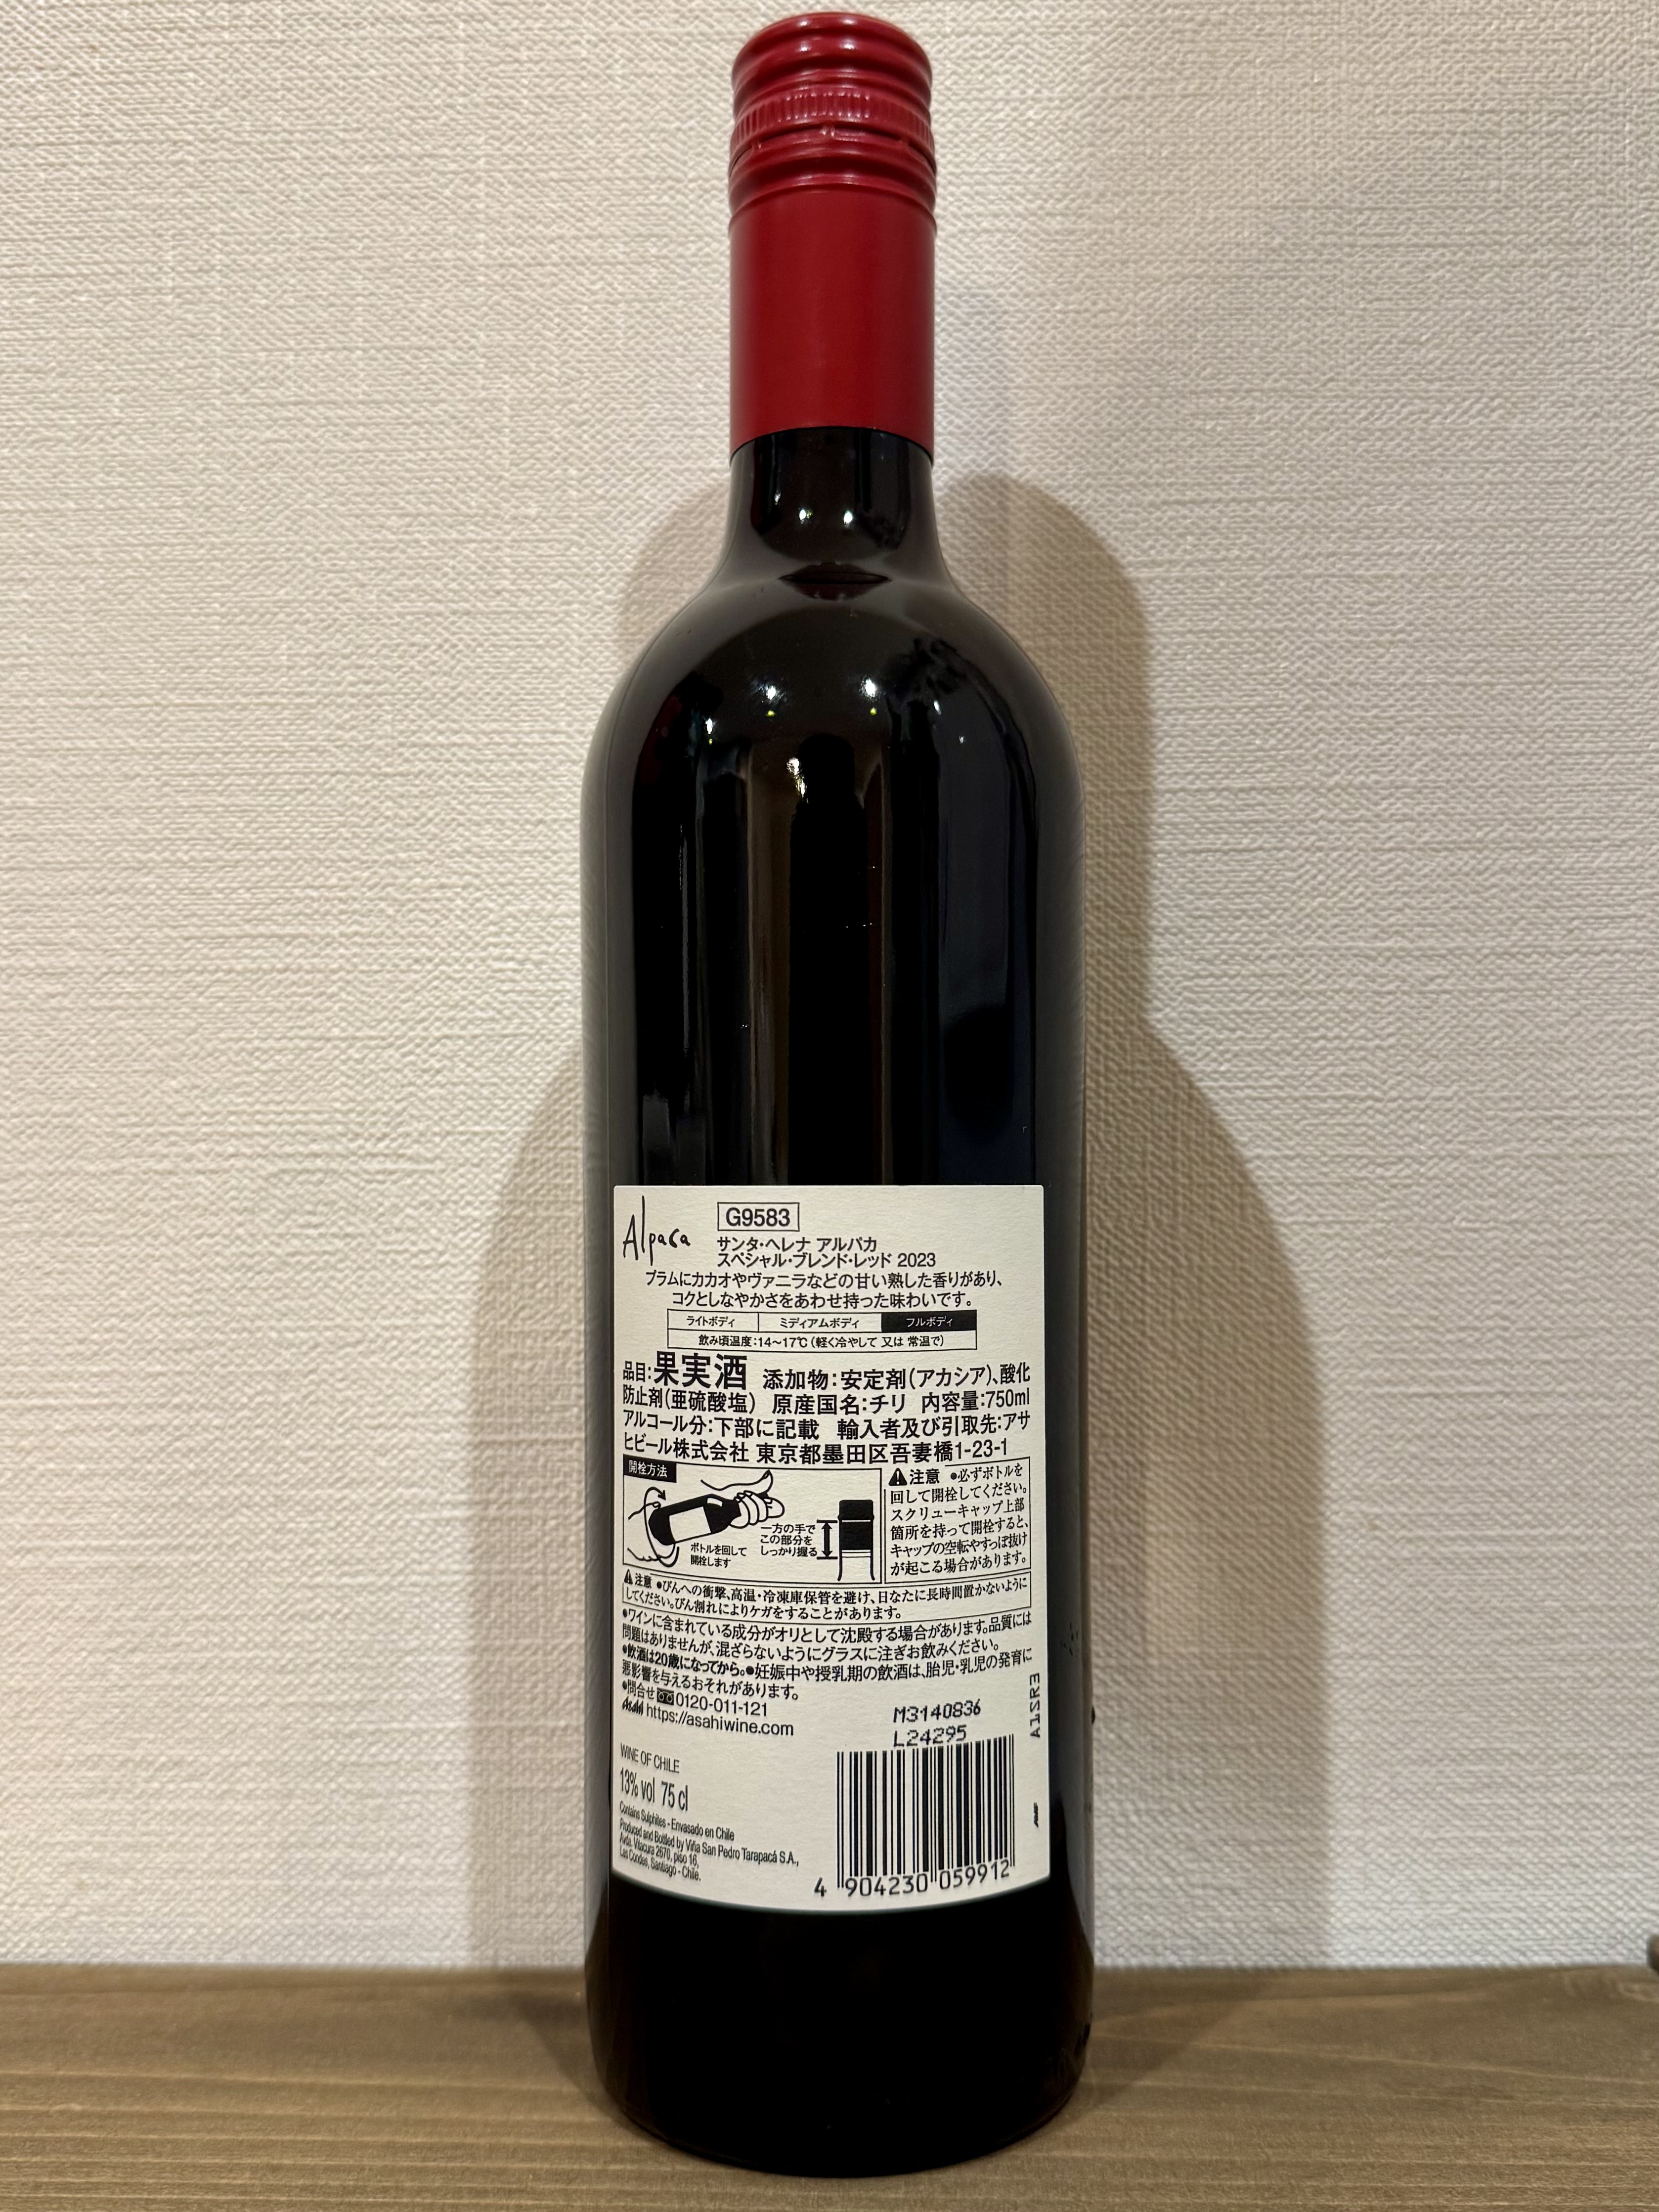 Alpaca
G9583
サンタ・ヘレナ アルパカ
スペシャル・ブレンド・レッド 2023
プラムにカカオやヴァニラなどの甘い熟した香りがあり、
コクとしなやかさをあわせ持った味わいです。
ライトボディ ミディアムボディ フルボディ
飲み頃温度:14〜17℃(軽く冷やして 又は 常温で)
品目:果実酒 添加物:安定剤(アカシア)、酸化
防止剤(亜硫酸塩) 原産国名:チリ 内容量:750ml
アルコール分:下部に記載 輸入者及び引取先:アサ
ヒビール株式会社 東京都墨田区吾妻橋1-23-1
開栓方法
ボトルを回して
開栓します
一方の手で
この部分を
しっかり握る
注意 ●必ずボトルを
回して開栓してください。
スクリューキャップ上部
箇所を持って開栓すると、
キャップの空転やすっぽ抜け
が起こる場合があります。
注意 ●びんへの衝撃、高温・冷凍庫保管を避け、日なたに長時間置かないように
してください。びん割れによりケガをすることがあります。
●ワインに含まれている成分がオリとして沈殿する場合があります。品質には
問題はありませんが、混ざらないようにグラスに注ぎお飲みください。
●飲酒は20歳になってから。●妊娠中や授乳期の飲酒は、胎児・乳児の発育に
悪影響を与えるおそれがあります。
●問合せ 0120-011-121
Asahi https://asahiwine.com
M3140836
L24295
A1ZRE
WINE OF CHILE
13% vol 75 cl
Contains Sulphites - Envasado en Chile
Produced and Bottled by Viña San Pedro Tarapacá S.A.,
Avda. Vitacura 2670, piso 16,
Las Condes, Santiago - Chile.
4 904230 059912